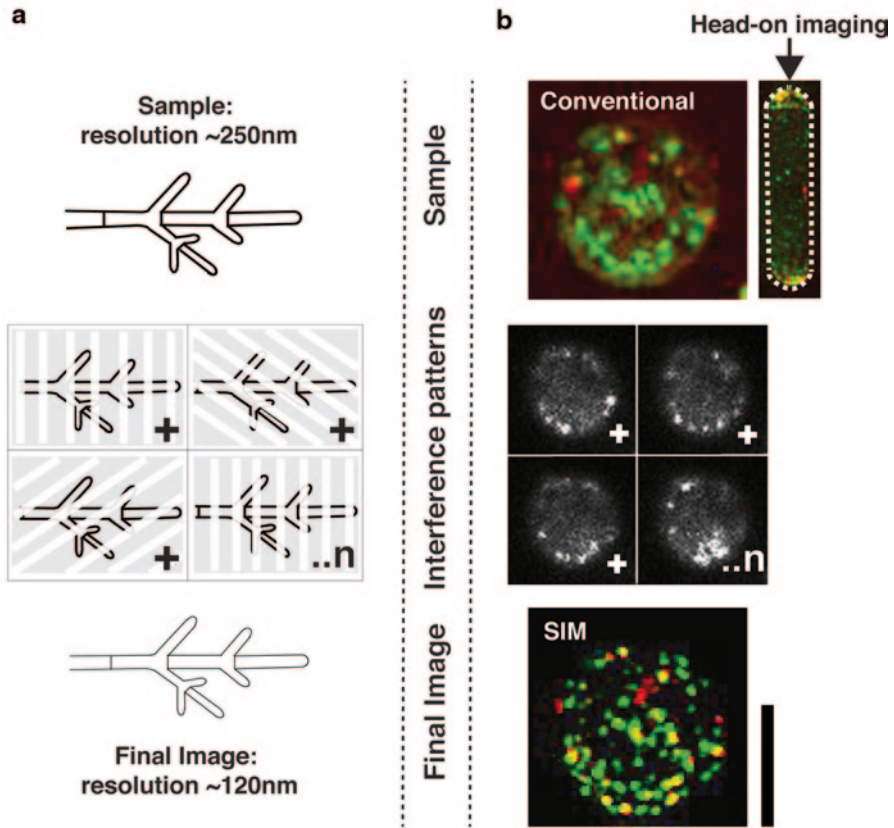 a
Sample:
resolution ~250nm
+
+
+
..n
Final Image:
resolution ~120nm
Sample
Interference patterns
Final Image
b
Head-on imaging
Conventional
+
+
+
..n
SIM